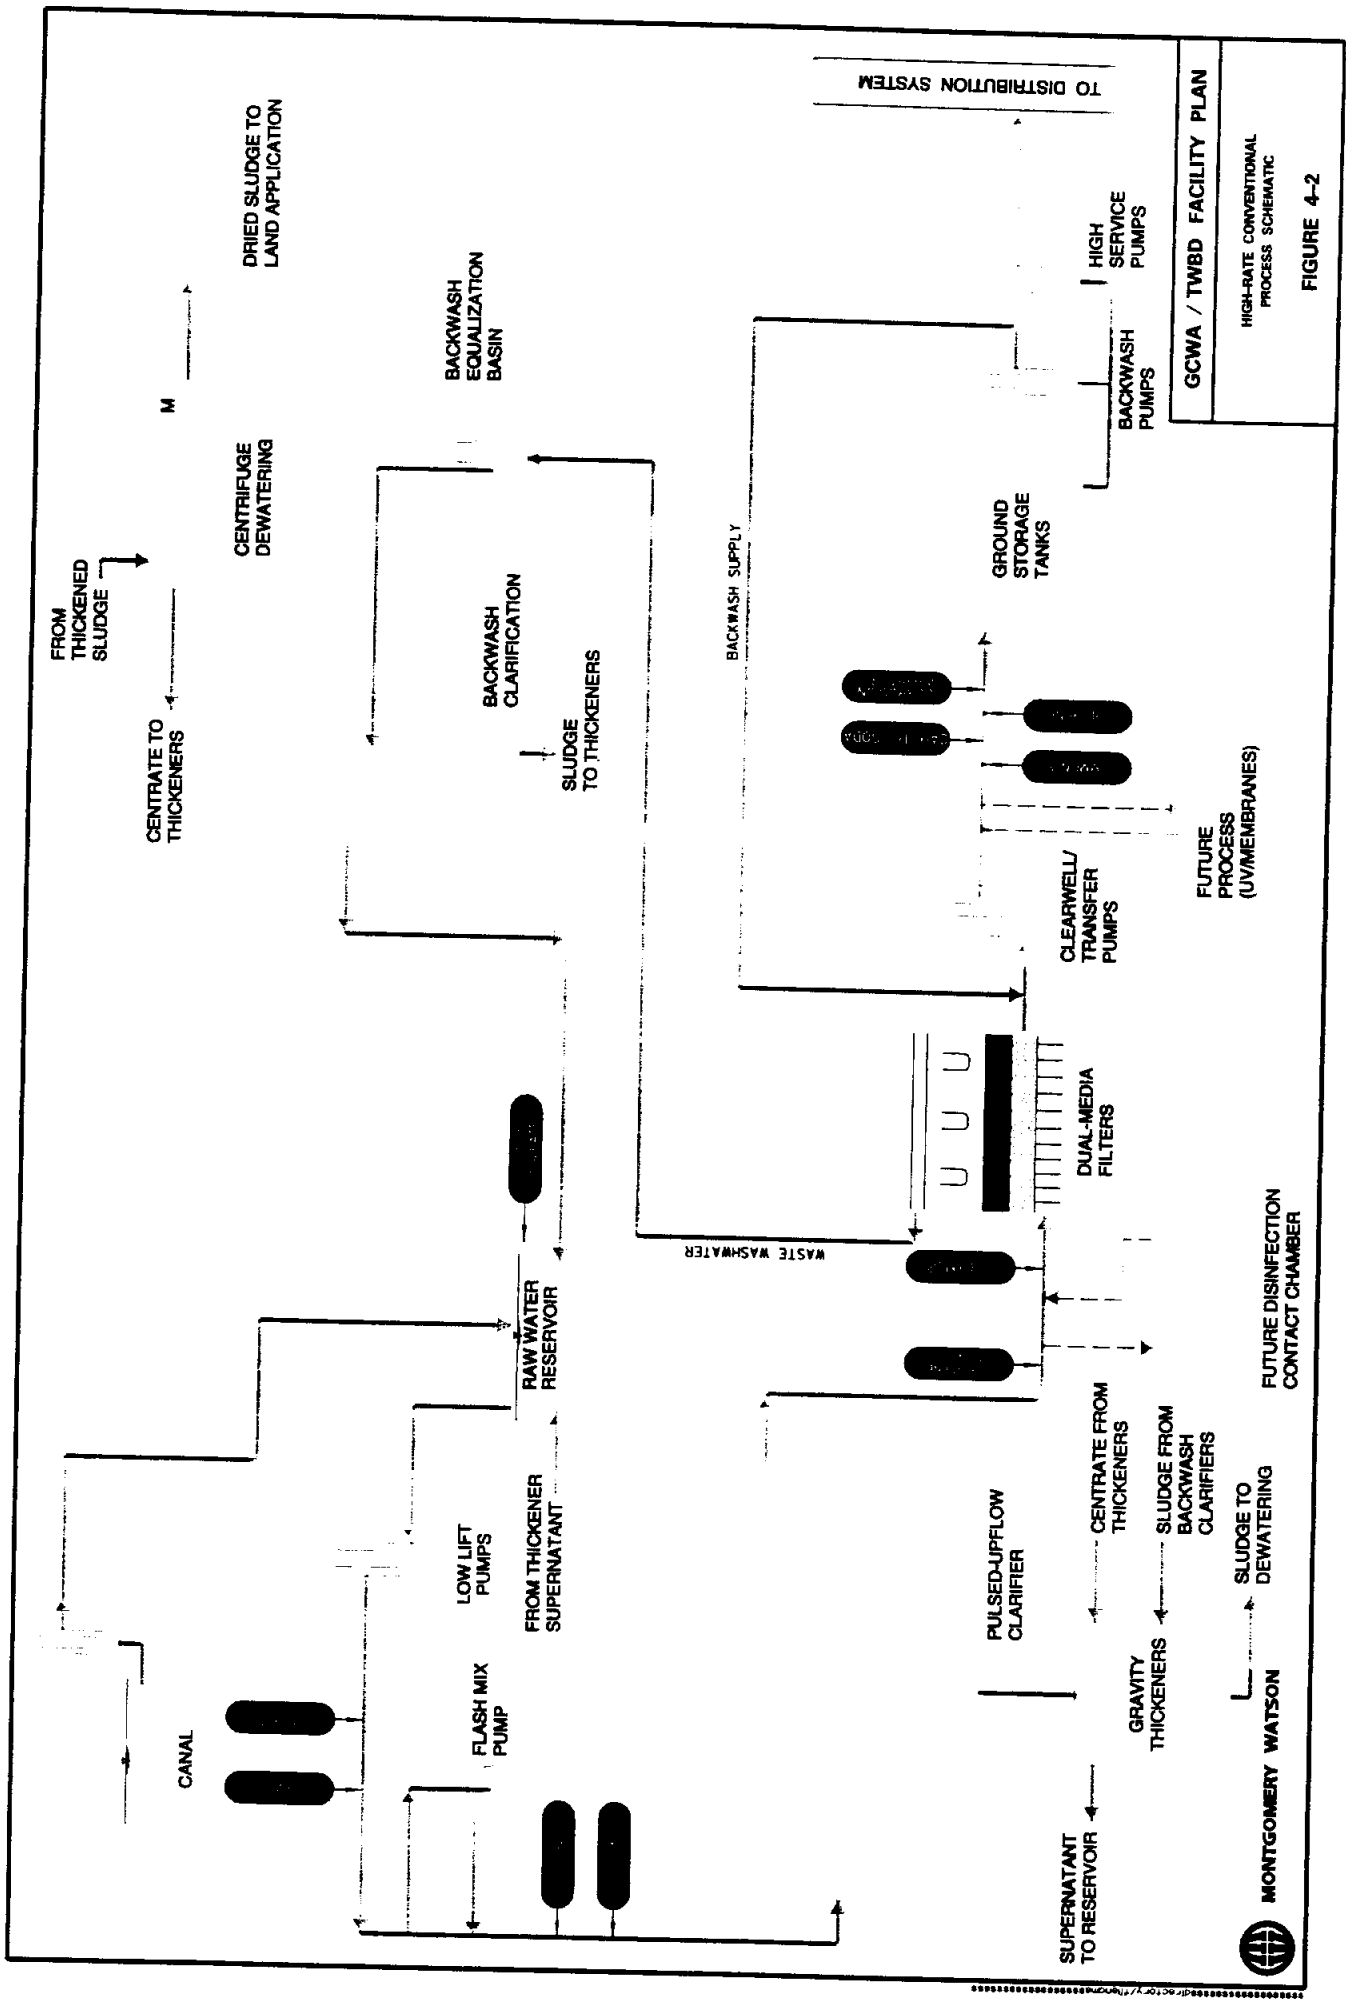 FROM
THICKENED
SLUDGE
CENTRATE TO
THICKENERS
M
CENTRIFUGE
DEWATERING
DRIED SLUDGE TO
LAND APPLICATION
CANAL
LOW LIFT
PUMPS
FLASH MIX
PUMP
FROM THICKENER
SUPERNATANT
RAW WATER
RESERVOIR
BACKWASH
CLARIFICATION
SLUDGE
TO THICKENERS
BACKWASH
EQUALIZATION
BASIN
WASTE WASHWATER
BACKWASH SUPPLY
TO DISTRIBUTION SYSTEM
PULSED-UPFLOW
CLARIFIER
DUAL-MEDIA
FILTERS
CLEARWELL/
TRANSFER
PUMPS
GROUND
STORAGE
TANKS
BACKWASH
PUMPS
HIGH
SERVICE
PUMPS
SUPERNATANT
TO RESERVOIR
GRAVITY
THICKENERS
CENTRATE FROM
THICKENERS
SLUDGE FROM
BACKWASH
CLARIFIERS
SLUDGE TO
DEWATERING
FUTURE DISINFECTION
CONTACT CHAMBER
FUTURE
PROCESS
(UV/MEMBRANES)
MONTGOMERY WATSON
GCWA / TWBD FACILITY PLAN
HIGH-RATE CONVENTIONAL
PROCESS SCHEMATIC
FIGURE 4-2